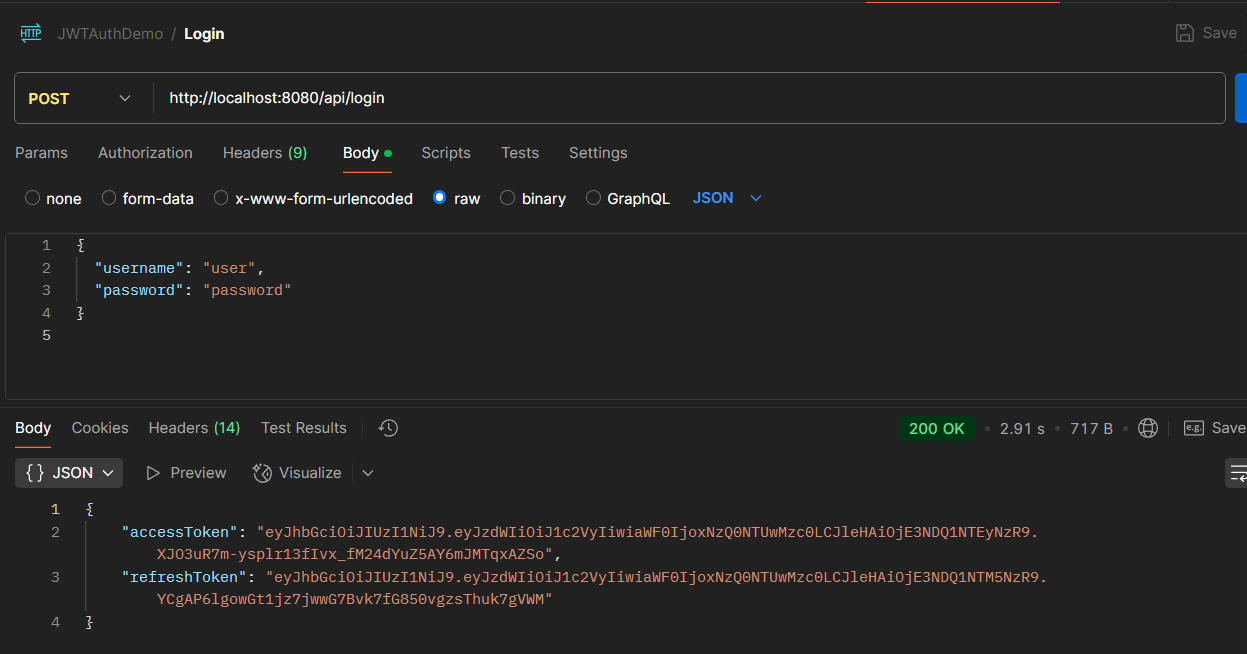 HTTP JWTAuthDemo / Login Save
POST http://localhost:8080/api/login
Params Authorization Headers (9) Body Scripts Tests Settings
none form-data x-www-form-urlencoded raw binary GraphQL JSON
1 {
2 "username": "user",
3 "password": "password"
4 }
5
Body Cookies Headers (14) Test Results 200 OK • 2.91 s • 717 B • e.g. Save
{} JSON Preview Visualize
1 {
2 "accessToken": "eyJhbGciOiJIUzI1NiJ9.eyJzdWIiOiJ1c2VyIiwiaWF0IjoxNzQ0NTUwMzc0LCJleHAiOjE3NDQ1NTEyNzR9.
XJO3uR7m-ysplr13fIvx_fM24dYuZ5AY6mJMTqxAZSo",
3 "refreshToken": "eyJhbGciOiJIUzI1NiJ9.eyJzdWIiOiJ1c2VyIiwiaWF0IjoxNzQ0NTUwMzc0LCJleHAiOjE3NDQ1NTM5NzR9.
YCgAP6lgowGt1jz7jwwG7Bvk7fG850vgzsThuk7gVWM"
4 }